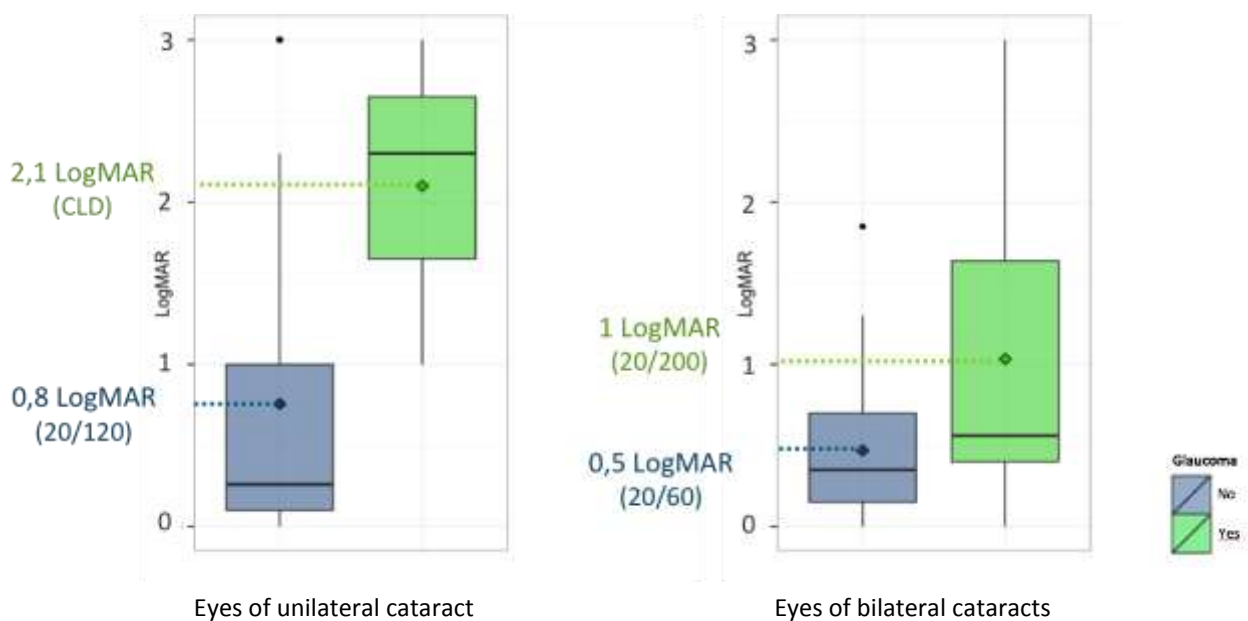 3
2,1 LogMAR
(CLD)
2
LogMAR
1
0,8 LogMAR
(20/120)
0
Eyes of unilateral cataract
3
2
LogMAR
1 LogMAR
(20/200)
1
0,5 LogMAR
(20/60)
0
Eyes of bilateral cataracts
Glaucoma
No
Yes